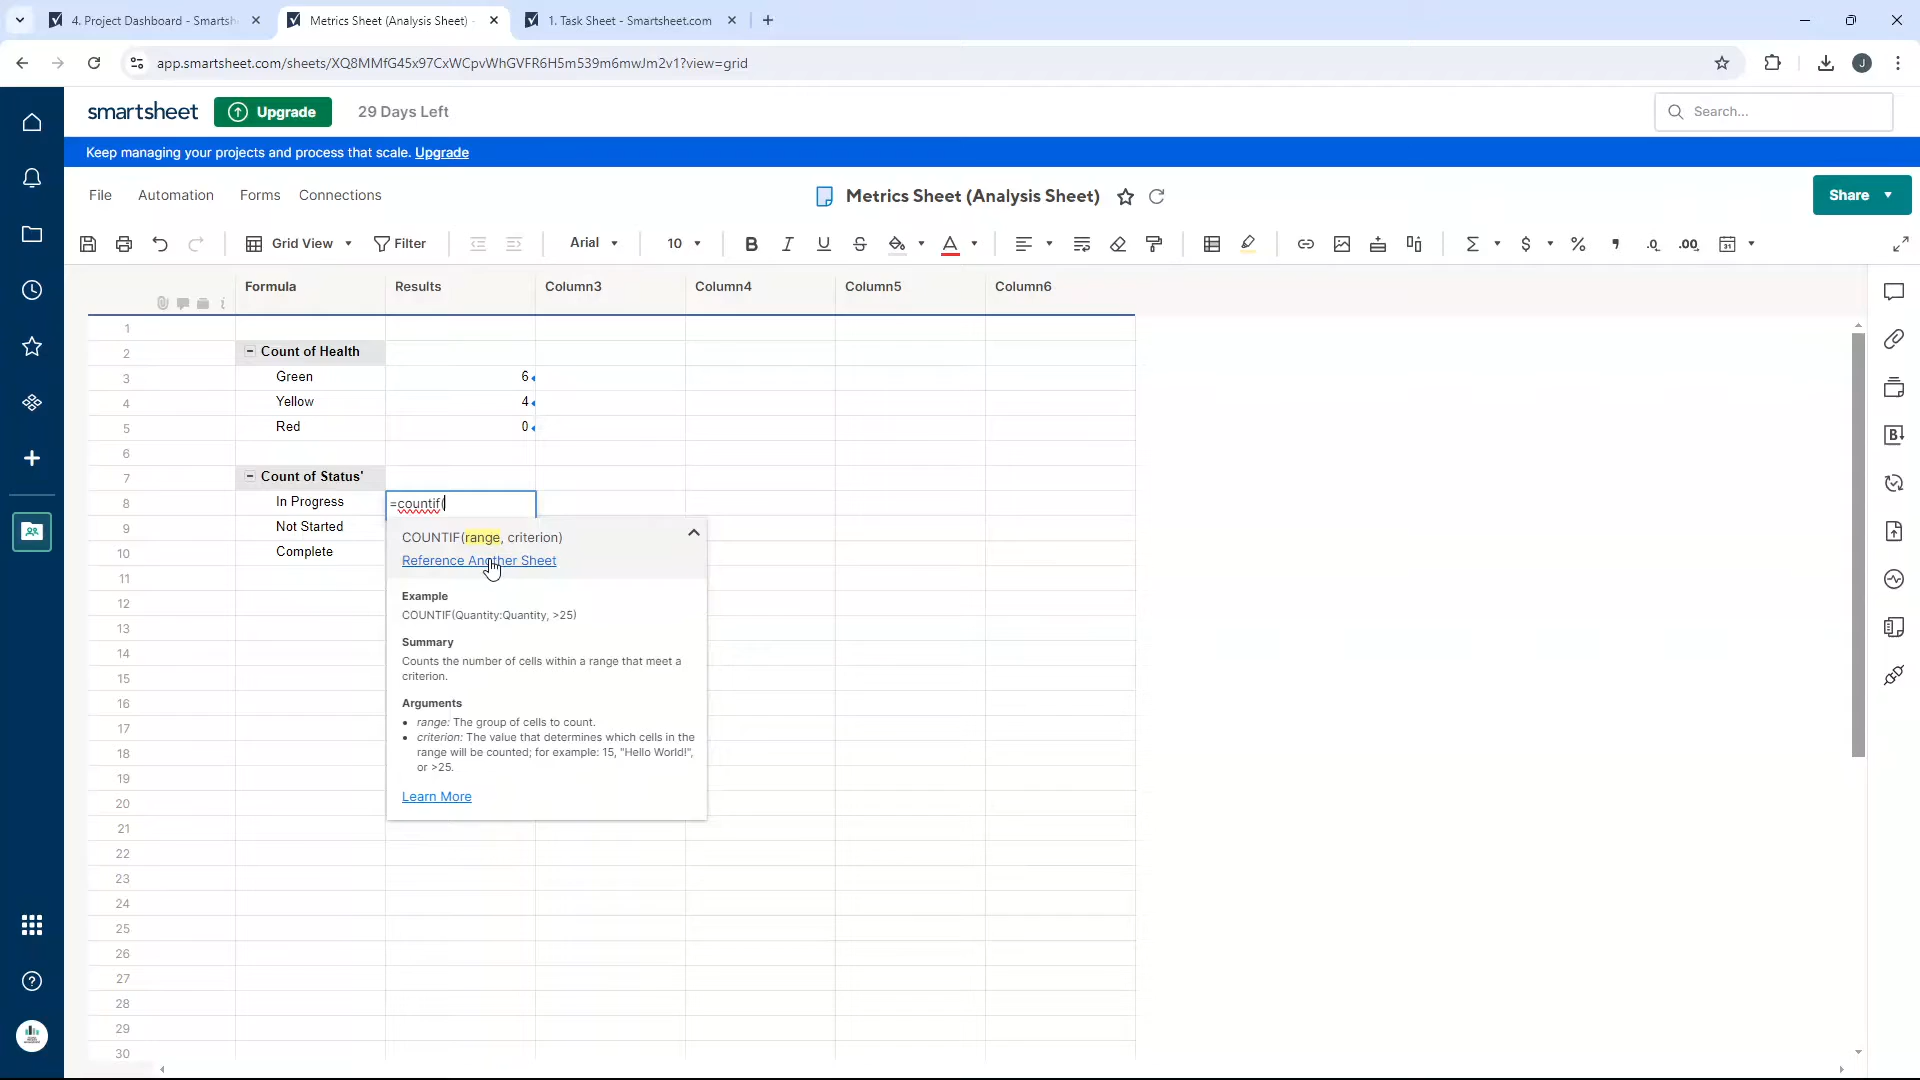 4. Project Dashboard - Smartsh
Metrics Sheet (Analysis Sheet) -
1. Task Sheet - Smartsheet.com
app.smartsheet.com/sheets/XQ8MMfG45x97CxWCpvWhGVFR6H5m539m6mwJm2v1?view=grid
J
smartsheet
Upgrade
29 Days Left
Search...
Keep managing your projects and process that scale. Upgrade
File
Automation
Forms
Connections
Metrics Sheet (Analysis Sheet)
Share
Grid View
Filter
Arial
10
B
I
U
S
A
Σ
$
%
,
.0
.00
31
Formula
Results
Column3
Column4
Column5
Column6
i
1
2
Count of Health
3
Green
6
4
Yellow
4
5
Red
0
6
7
Count of Status'
8
In Progress
=countif(
9
Not Started
10
Complete
COUNTIF(range, criterion)
Reference Another Sheet
Example
COUNTIF(Quantity:Quantity, >25)
Summary
Counts the number of cells within a range that meet a
criterion.
Arguments
• range: The group of cells to count.
• criterion: The value that determines which cells in the
range will be counted; for example: 15, "Hello World!",
or >25.
Learn More
11
12
13
14
15
16
17
18
19
20
21
22
23
24
25
26
27
28
29
30